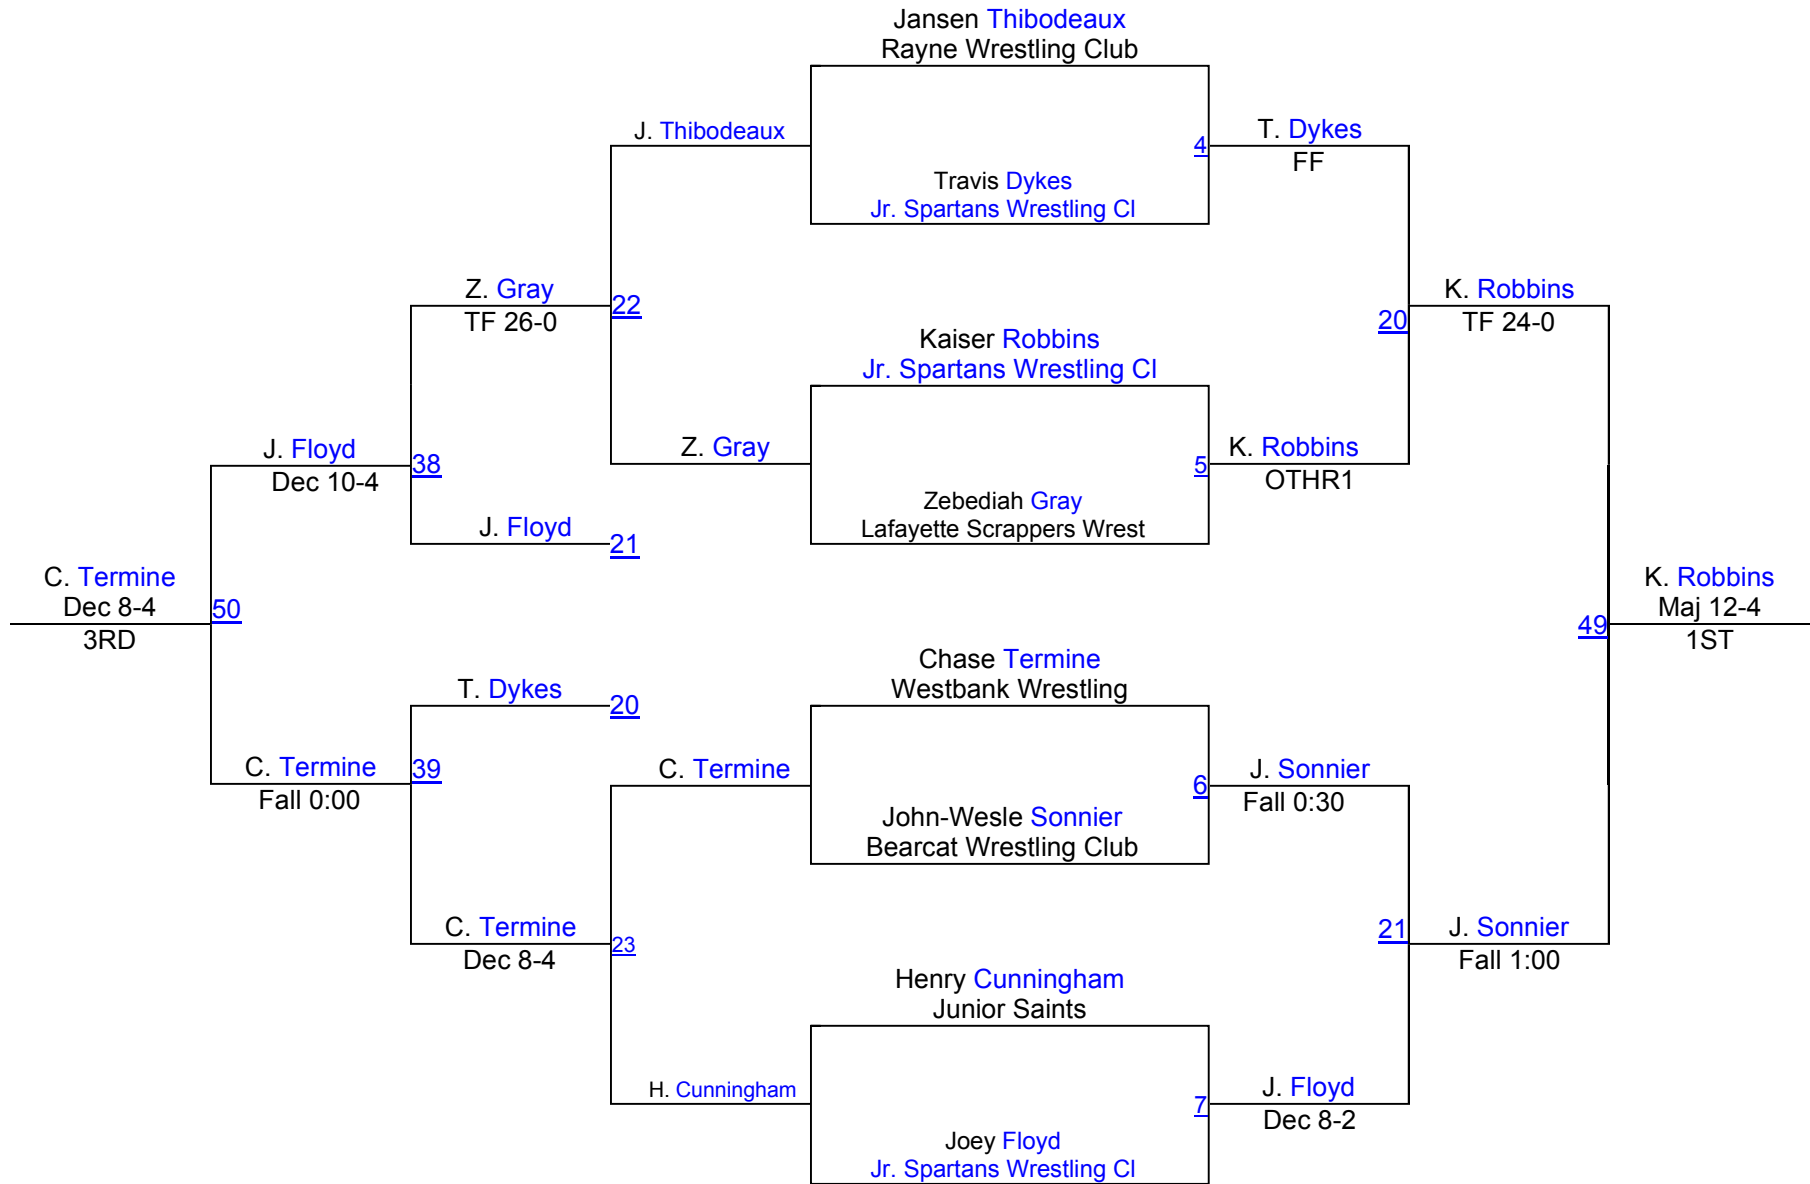 Jansen Thibodeaux
Rayne Wrestling Club
J. Thibodeaux
4
T. Dykes
FF
Travis Dykes
Jr. Spartans Wrestling Cl
Z. Gray
TF 26-0
22
K. Robbins
TF 24-0
20
Kaiser Robbins
Jr. Spartans Wrestling Cl
J. Floyd
Dec 10-4
38
Z. Gray
5
K. Robbins
OTHR1
Zebediah Gray
Lafayette Scrappers Wrest
J. Floyd
21
C. Termine
Dec 8-4
3RD
50
K. Robbins
Maj 12-4
1ST
49
Chase Termine
Westbank Wrestling
T. Dykes
20
C. Termine
Fall 0:00
39
C. Termine
6
J. Sonnier
Fall 0:30
John-Wesle Sonnier
Bearcat Wrestling Club
C. Termine
Dec 8-4
23
21
J. Sonnier
Fall 1:00
Henry Cunningham
Junior Saints
H. Cunningham
7
J. Floyd
Dec 8-2
Joey Floyd
Jr. Spartans Wrestling Cl